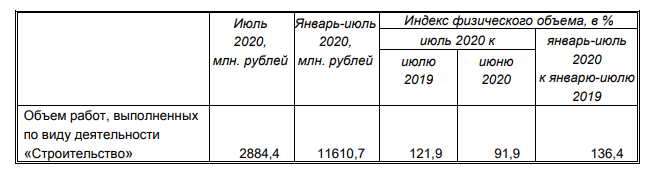 Июль
2020,
млн. рублей
Январь-июль
2020,
млн. рублей
Индекс физического объема, в %
июль 2020 к
январь-июль
2020
к январю-июлю
2019
июлю
2019
июню
2020
Объем работ, выполненных
по виду деятельности
«Строительство» 2884,4 11610,7 121,9 91,9 136,4